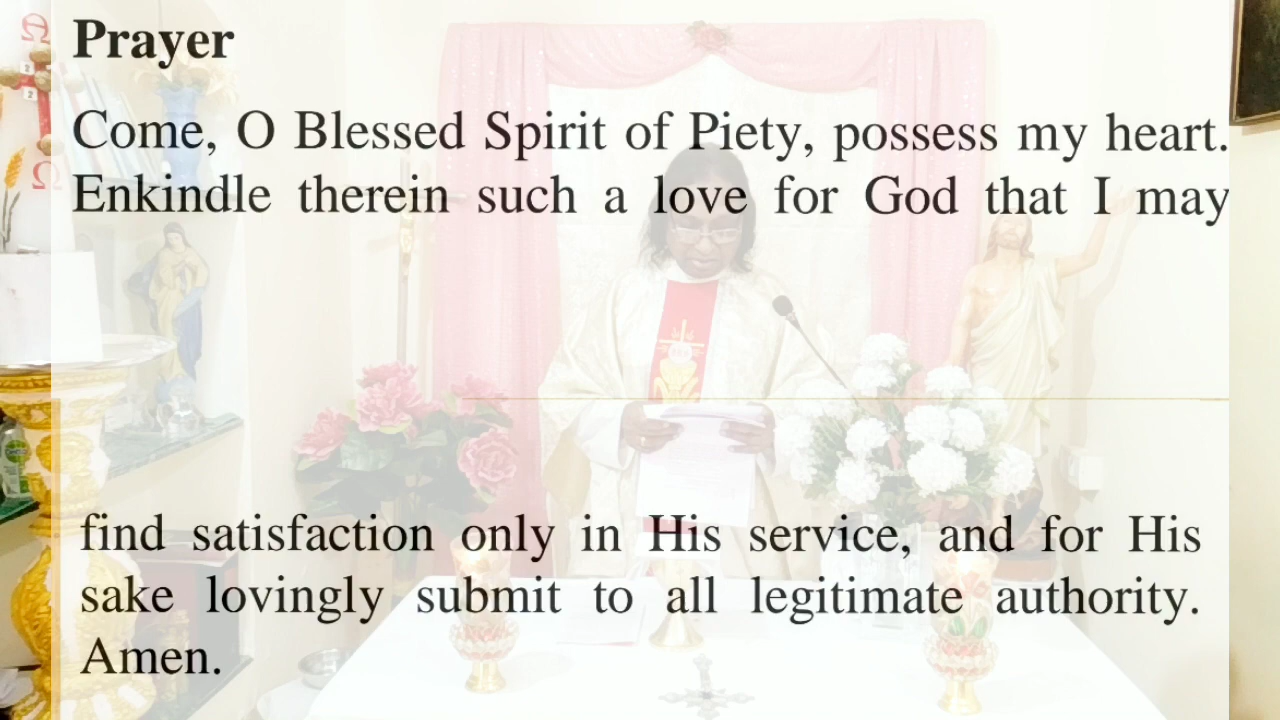 Prayer
Come, O Blessed Spirit of Piety, possess my heart.
Enkindle therein such a love for God that I may
find satisfaction only in His service, and for His
sake lovingly submit to all legitimate authority.
Amen.